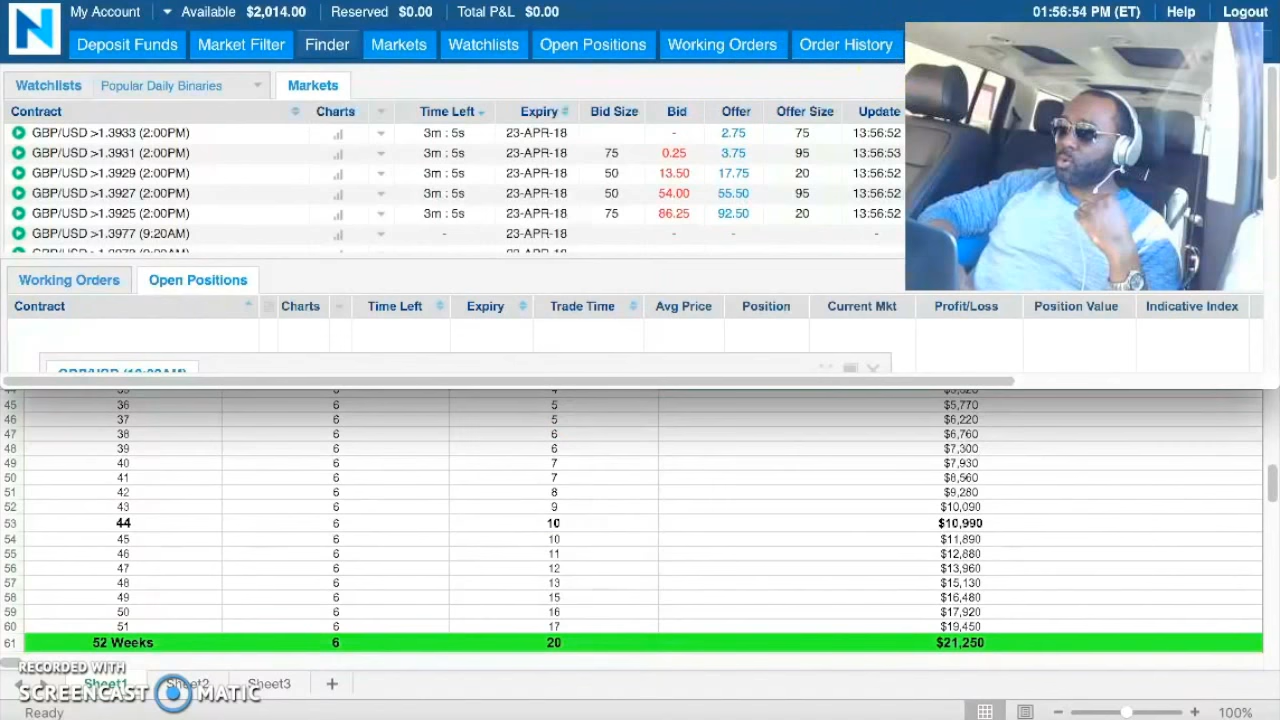 N My Account Available $2,014.00 Reserved $0.00 Total P&L $0.00 01:56:54 PM (ET) Help Logout
Deposit Funds Market Filter Finder Markets Watchlists Open Positions Working Orders Order History
Watchlists Popular Daily Binaries Markets
Contract Charts Time Left Expiry Bid Size Bid Offer Offer Size Update
GBP/USD >1.3933 (2:00PM) 3m : 5s 23-APR-18 - 2.75 75 13:56:52
GBP/USD >1.3931 (2:00PM) 3m : 5s 23-APR-18 75 0.25 3.75 95 13:56:53
GBP/USD >1.3929 (2:00PM) 3m : 5s 23-APR-18 50 13.50 17.75 20 13:56:52
GBP/USD >1.3927 (2:00PM) 3m : 5s 23-APR-18 50 54.00 55.50 95 13:56:52
GBP/USD >1.3925 (2:00PM) 3m : 5s 23-APR-18 75 86.25 92.50 20 13:56:52
GBP/USD >1.3977 (9:20AM) - 23-APR-18 - - -
Working Orders Open Positions
Contract Charts Time Left Expiry Trade Time Avg Price Position Current Mkt Profit/Loss Position Value Indicative Index
45 36 6 5 $5,770
46 37 6 5 $6,220
47 38 6 6 $6,760
48 39 6 6 $7,300
49 40 6 7 $7,930
50 41 6 7 $8,560
51 42 6 8 $9,280
52 43 6 9 $10,090
53 44 6 10 $10,990
54 45 6 10 $11,890
55 46 6 11 $12,880
56 47 6 12 $13,960
57 48 6 13 $15,130
58 49 6 15 $16,480
59 50 6 16 $17,920
60 51 6 17 $19,450
61 52 Weeks 6 20 $21,250
RECORDED WITH
SCREENCAST MATIC
Sheet1 Sheet2 Sheet3 +
Ready 100%